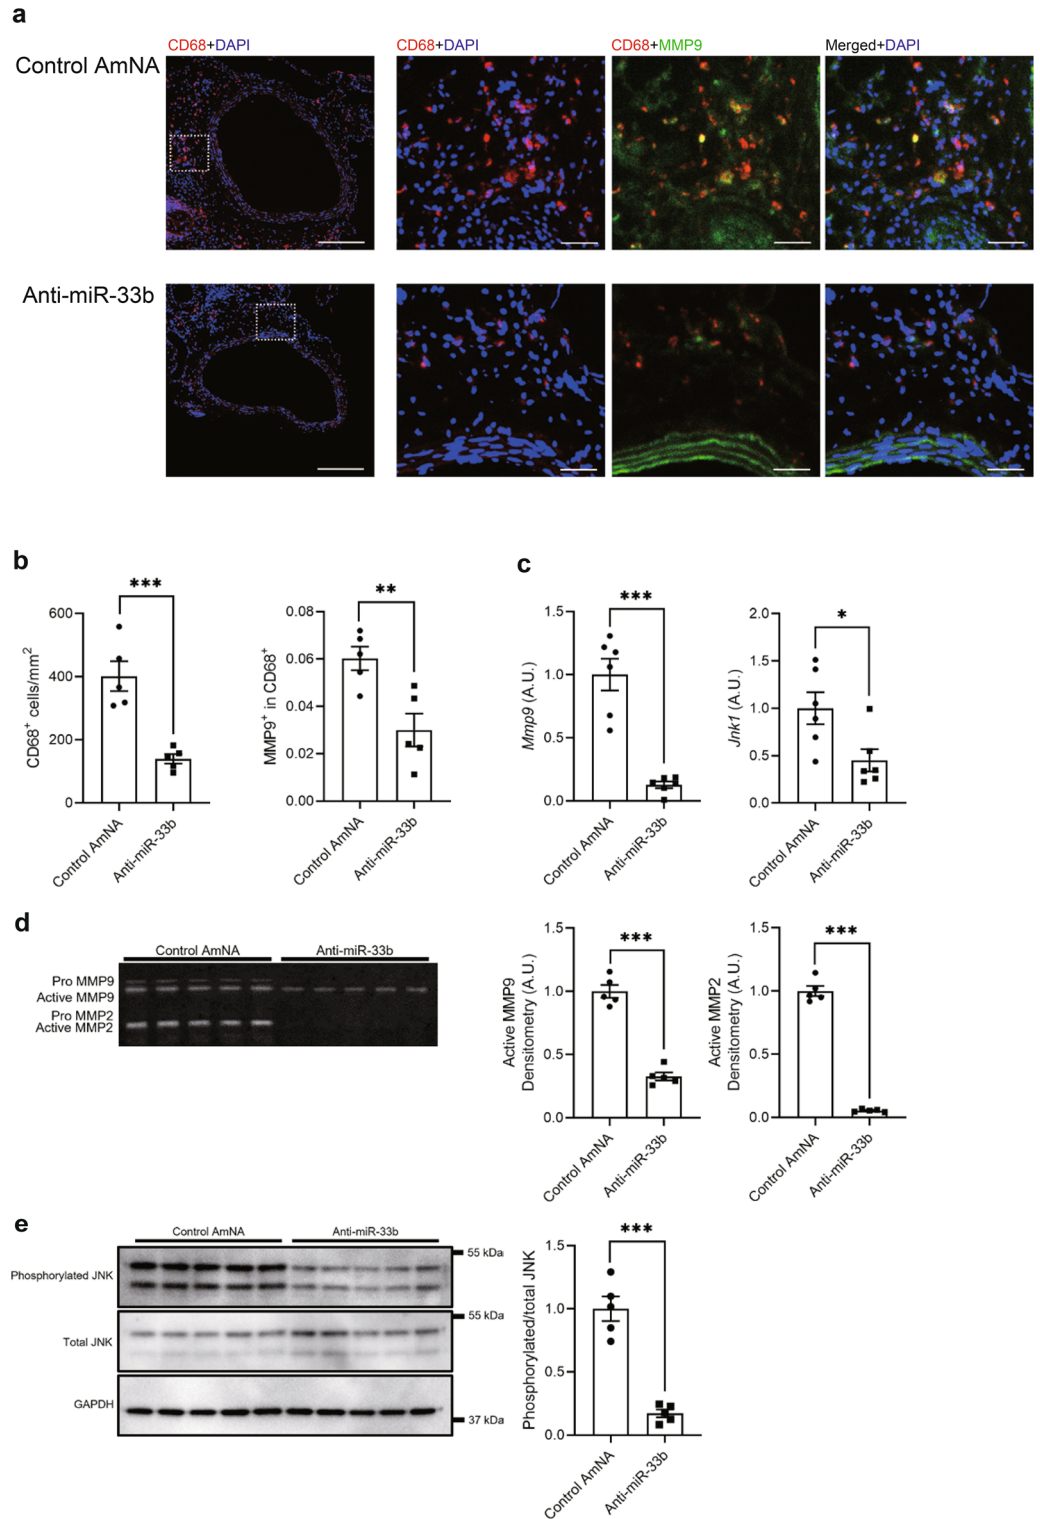 a
CD68+DAPI
CD68+DAPI
CD68+MMP9
Merged+DAPI
Control AmNA
Anti-miR-33b
b
***
600
400
200
0
CD68+ cells/mm2
Control AmNA
Anti-miR-33b
**
0.08
0.06
0.04
0.02
0.00
MMP9+ in CD68+
Control AmNA
Anti-miR-33b
c
***
1.5
1.0
0.5
0.0
Mmp9 (A.U.)
Control AmNA
Anti-miR-33b
*
2.0
1.5
1.0
0.5
0.0
Jnk1 (A.U.)
Control AmNA
Anti-miR-33b
d
Control AmNA
Anti-miR-33b
Pro MMP9
Active MMP9
Pro MMP2
Active MMP2
***
1.5
1.0
0.5
0.0
Active MMP9
Densitometry (A.U.)
Control AmNA
Anti-miR-33b
***
1.5
1.0
0.5
0.0
Active MMP2
Densitometry (A.U.)
Control AmNA
Anti-miR-33b
e
Control AmNA
Anti-miR-33b
55 kDa
Phosphorylated JNK
55 kDa
Total JNK
GAPDH
37 kDa
***
1.5
1.0
0.5
0.0
Phosphorylated/total JNK
Control AmNA
Anti-miR-33b